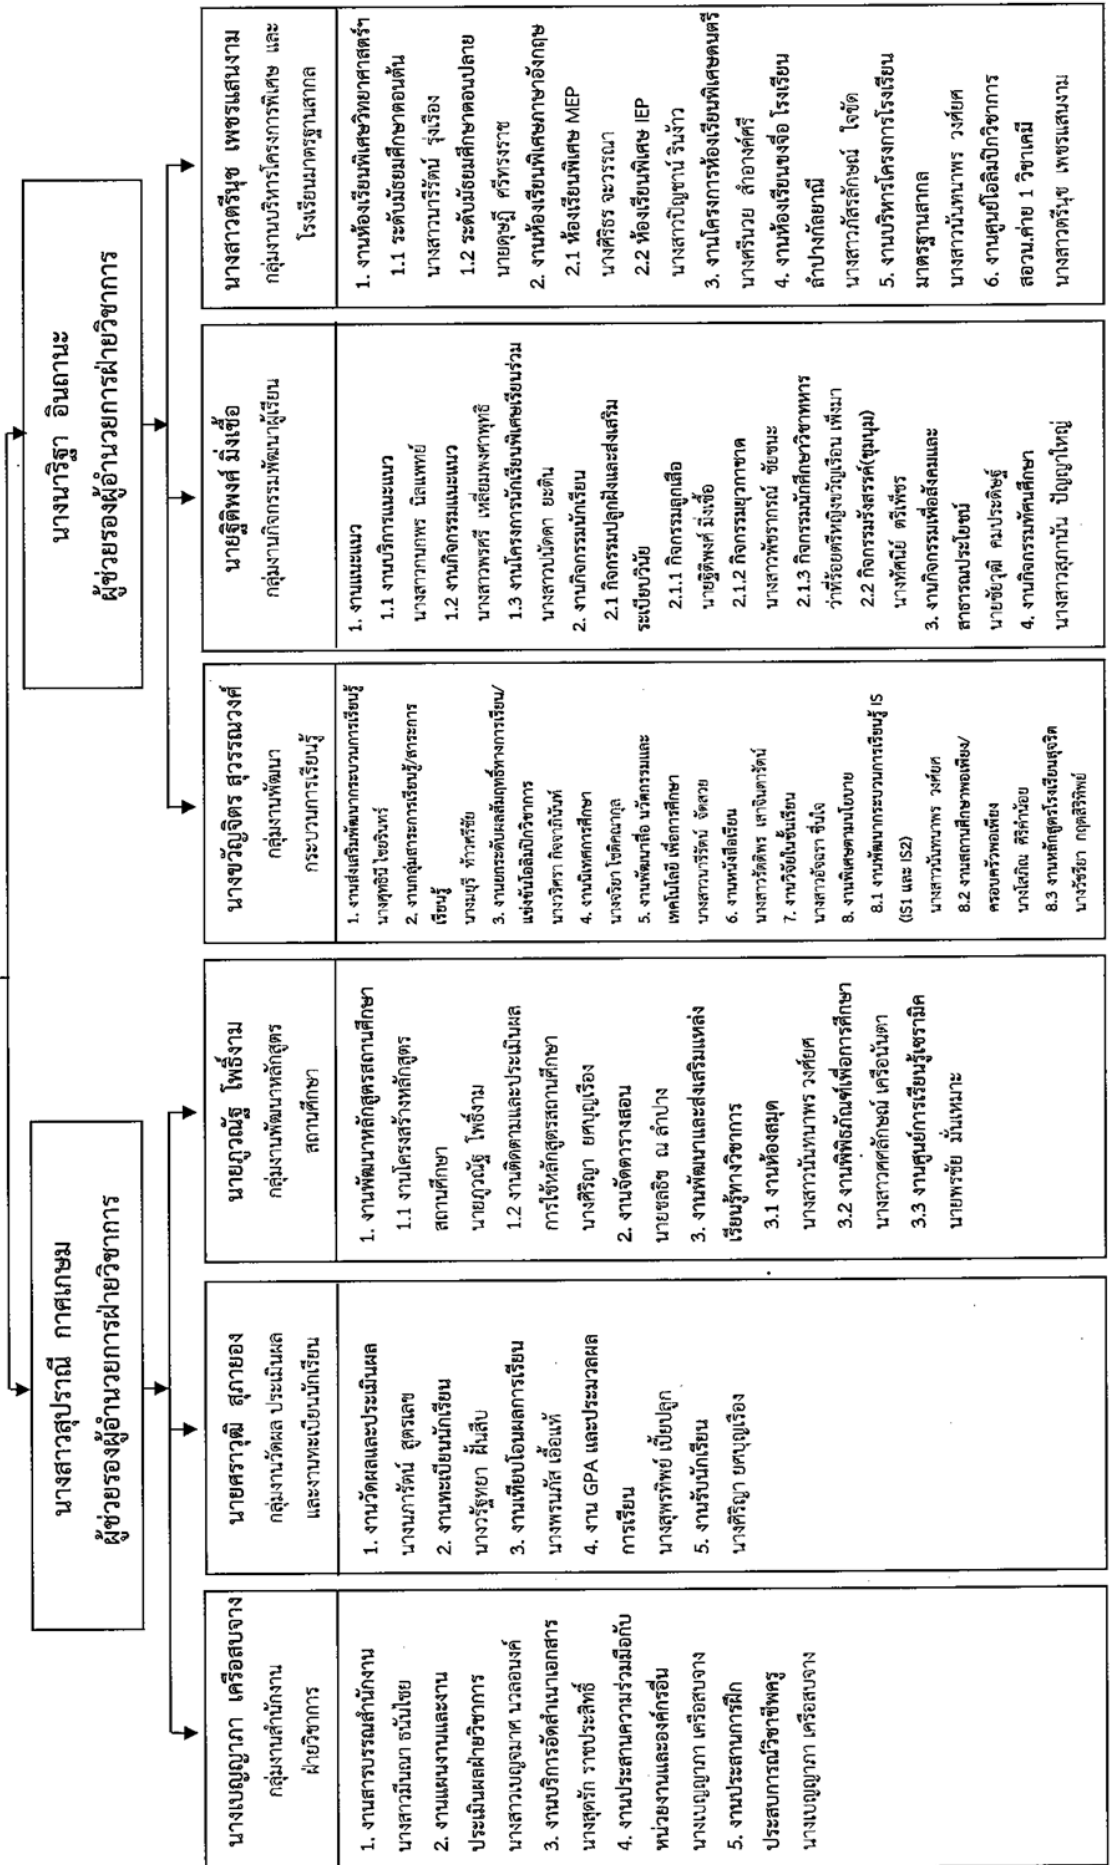 นางสาวสุปราณี กาศเกษม
ผู้ช่วยรองผู้อำนวยการฝ่ายวิชาการ
นางนาริฐา อินถานะ
ผู้ช่วยรองผู้อำนวยการฝ่ายวิชาการ
นางเบญญาภา เครือสบจาง
กลุ่มงานสำนักงาน
ฝ่ายวิชาการ
1. งานสารบรรณสำนักงาน
นางสาวมีนณา ธนันไชย
2. งานแผนงานและงาน
ประเมินผลฝ่ายวิชาการ
นางสาวเบญจมาศ นวลอนงค์
3. งานบริการอัดสำเนาเอกสาร
นางสุดรัก ราชประสิทธิ์
4. งานประสานความร่วมมือกับ
หน่วยงานและองค์กรอื่น
นางเบญญาภา เครือสบจาง
5. งานประสานการฝึก
ประสบการณ์วิชาชีพครู
นางเบญญาภา เครือสบจาง
นายศราวุฒิ สุภายอง
กลุ่มงานวัดผล ประเมินผล
และงานทะเบียนนักเรียน
1. งานวัดผลและประเมินผล
นางนภารัตน์ สูตรเลข
2. งานทะเบียนนักเรียน
นางวรัฐทยา ฝั้นสืบ
3. งานเทียบโอนผลการเรียน
นางพรนภัส เอื้อแท้
4. งาน GPA และประมวลผล
การเรียน
นางสุพรทิพย์ เปี้ยปลูก
5. งานรับนักเรียน
นางศิริญา ยศบุญเรือง
นายภูวณัฐ โพธิ์งาม
กลุ่มงานพัฒนาหลักสูตร
สถานศึกษา
1. งานพัฒนาหลักสูตรสถานศึกษา
1.1 งานโครงสร้างหลักสูตร
สถานศึกษา
นายภูวณัฐ โพธิ์งาม
1.2 งานติดตามและประเมินผล
การใช้หลักสูตรสถานศึกษา
นางศิริญา ยศบุญเรือง
2. งานจัดตารางสอน
นายชลธิช ณ ลำปาง
3. งานพัฒนาและส่งเสริมแหล่ง
เรียนรู้ทางวิชาการ
3.1 งานห้องสมุด
นางสาวนันทนาพร วงศ์ยศ
3.2 งานพิพิธภัณฑ์เพื่อการศึกษา
นางสาวศศลักษณ์ เครือนันตา
3.3 งานศูนย์การเรียนรู้เซรามิค
นายพรชัย มั่นเหมาะ
นางขวัญจิตร สุวรรณวงศ์
กลุ่มงานพัฒนา
กระบวนการเรียนรู้
1. งานส่งเสริมพัฒนากระบวนการเรียนรู้
นางศุทธินี ไชยรินทร์
2. งานกลุ่มสาระการเรียนรู้/สาระการ
เรียนรู้
นางมยุรี ท้าวศรีชัย
3. งานยกระดับผลสัมฤทธิ์ทางการเรียน/
แข่งขันโอลิมปิกวิชาการ
นางวริศรา กิจจาภินันท์
4. งานนิเทศการศึกษา
นางจริยา โชติคณากุล
5. งานพัฒนาสื่อ นวัตกรรมและ
เทคโนโลยี เพื่อการศึกษา
นางสาวนารีรัตน์ จัดสวย
6. งานหนังสือเรียน
นางสาวรัตติพร เสาจินดารัตน์
7. งานวิจัยในชั้นเรียน
นางสาวอัจฉรา ชื่นใจ
8. งานพิเศษตามนโยบาย
8.1 งานพัฒนากระบวนการเรียนรู้ IS
(IS1 และ IS2)
นางสาวนันทนาพร วงศ์ยศ
8.2 งานสถานศึกษาพอเพียง/
ครอบครัวพอเพียง
นางโสภิณ ศิริคำน้อย
8.3 งานหลักสูตรโรงเรียนสุจริต
นางวัชรียา กฤตสิริทิพย์
นายฐิติพงศ์ มิ่งเชื้อ
กลุ่มงานกิจกรรมพัฒนาผู้เรียน
1. งานแนะแนว
1.1 งานบริการแนะแนว
นางสาวกนกพร นิลแพทย์
1.2 งานกิจกรรมแนะแนว
นางสาวพรศรี เหลี่ยมพงศาพุทธิ
1.3 งานโครงการนักเรียนพิเศษเรียนร่วม
นางสาวปนัดดา ยะติน
2. งานกิจกรรมนักเรียน
2.1 กิจกรรมปลูกฝังและส่งเสริม
ระเบียบวินัย
2.1.1 กิจกรรมลูกเสือ
นายฐิติพงศ์ มิ่งเชื้อ
2.1.2 กิจกรรมยุวกาชาด
นางสาวพัชราภรณ์ ชัยชนะ
2.1.3 กิจกรรมนักศึกษาวิชาทหาร
ว่าที่ร้อยตรีหญิงขวัญเรือน เพ็งมา
2.2 กิจกรรมรังสรรค์(ชุมนุม)
นางทัศนีย์ ตรีเพ็ชร
3. งานกิจกรรมเพื่อสังคมและ
สาธารณประโยชน์
นายชัยวุฒิ คมประดิษฐ์
4. งานกิจกรรมทัศนศึกษา
นางสาวสุภานัน ปัญญาใหญ่
นางสาวตรีนุช เพชรแสนงาม
กลุ่มงานบริหารโครงการพิเศษ และ
โรงเรียนมาตรฐานสากล
1. งานห้องเรียนพิเศษวิทยาศาสตร์ฯ
1.1 ระดับมัธยมศึกษาตอนต้น
นางสาวนารีรัตน์ รุ่งเรือง
1.2 ระดับมัธยมศึกษาตอนปลาย
นายดุษฎี ศรีทรงราช
2. งานห้องเรียนพิเศษภาษาอังกฤษ
2.1 ห้องเรียนพิเศษ MEP
นางศิริธร จะวรรณา
2.2 ห้องเรียนพิเศษ IEP
นางสาวปิญชาน์ รินง้าว
3. งานโครงการห้องเรียนพิเศษดนตรี
นางศรีนวย สำอางค์ศรี
4. งานห้องเรียนขงจื่อ โรงเรียน
ลำปางกัลยาณี
นางสาวภัสรลักษณ์ ใจขัด
5. งานบริหารโครงการโรงเรียน
มาตรฐานสากล
นางสาวนันทนาพร วงศ์ยศ
6. งานศูนย์โอลิมปิกวิชาการ
สอวน.ค่าย 1 วิชาเคมี
นางสาวตรีนุช เพชรแสนงาม